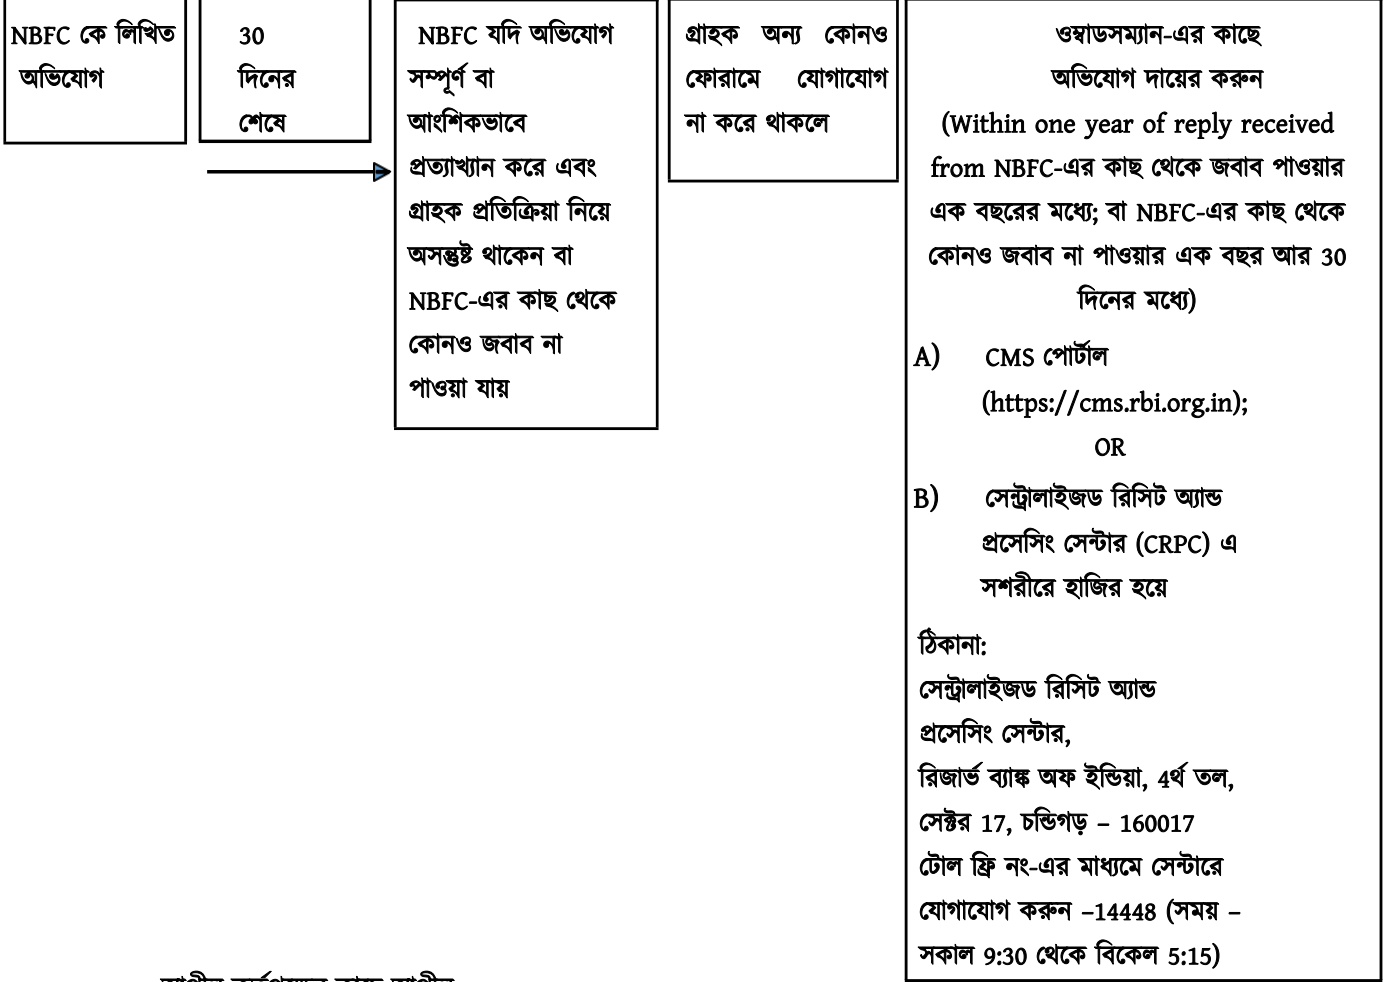 NBFC কে লিখিত
অভিযোগ
30
দিনের
শেষে
NBFC যদি অভিযোগ
সম্পূর্ণ বা
আংশিকভাবে
প্রত্যাখ্যান করে এবং
গ্রাহক প্রতিক্রিয়া নিয়ে
অসন্তুষ্ট থাকেন বা
NBFC-এর কাছ থেকে
কোনও জবাব না
পাওয়া যায়
গ্রাহক অন্য কোনও
ফোরামে যোগাযোগ
না করে থাকলে
ওম্বাডসম্যান-এর কাছে
অভিযোগ দায়ের করুন
(Within one year of reply received
from NBFC-এর কাছ থেকে জবাব পাওয়ার
এক বছরের মধ্যে; বা NBFC-এর কাছ থেকে
কোনও জবাব না পাওয়ার এক বছর আর 30
দিনের মধ্যে)
A) CMS পোর্টাল
(https://cms.rbi.org.in);
OR
B) সেন্ট্রালাইজড রিসিট অ্যান্ড
প্রসেসিং সেন্টার (CRPC) এ
সশরীরে হাজির হয়ে
ঠিকানা:
সেন্ট্রালাইজড রিসিট অ্যান্ড
প্রসেসিং সেন্টার,
রিজার্ভ ব্যাঙ্ক অফ ইন্ডিয়া, 4র্থ তল,
সেক্টর 17, চন্ডিগড় – 160017
টোল ফ্রি নং-এর মাধ্যমে সেন্টারে
যোগাযোগ করুন –14448 (সময় –
সকাল 9:30 থেকে বিকেল 5:15)